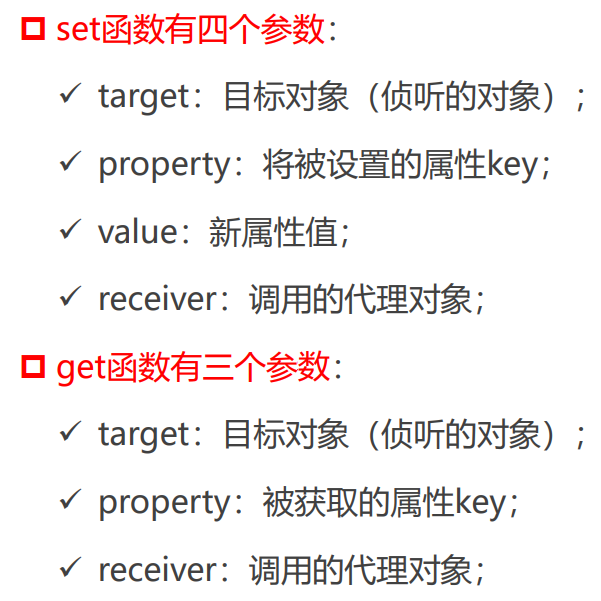 set函数有四个参数：
✓ target：目标对象（侦听的对象）；
✓ property：将被设置的属性key；
✓ value：新属性值；
✓ receiver：调用的代理对象；
get函数有三个参数：
✓ target：目标对象（侦听的对象）；
✓ property：被获取的属性key；
✓ receiver：调用的代理对象；